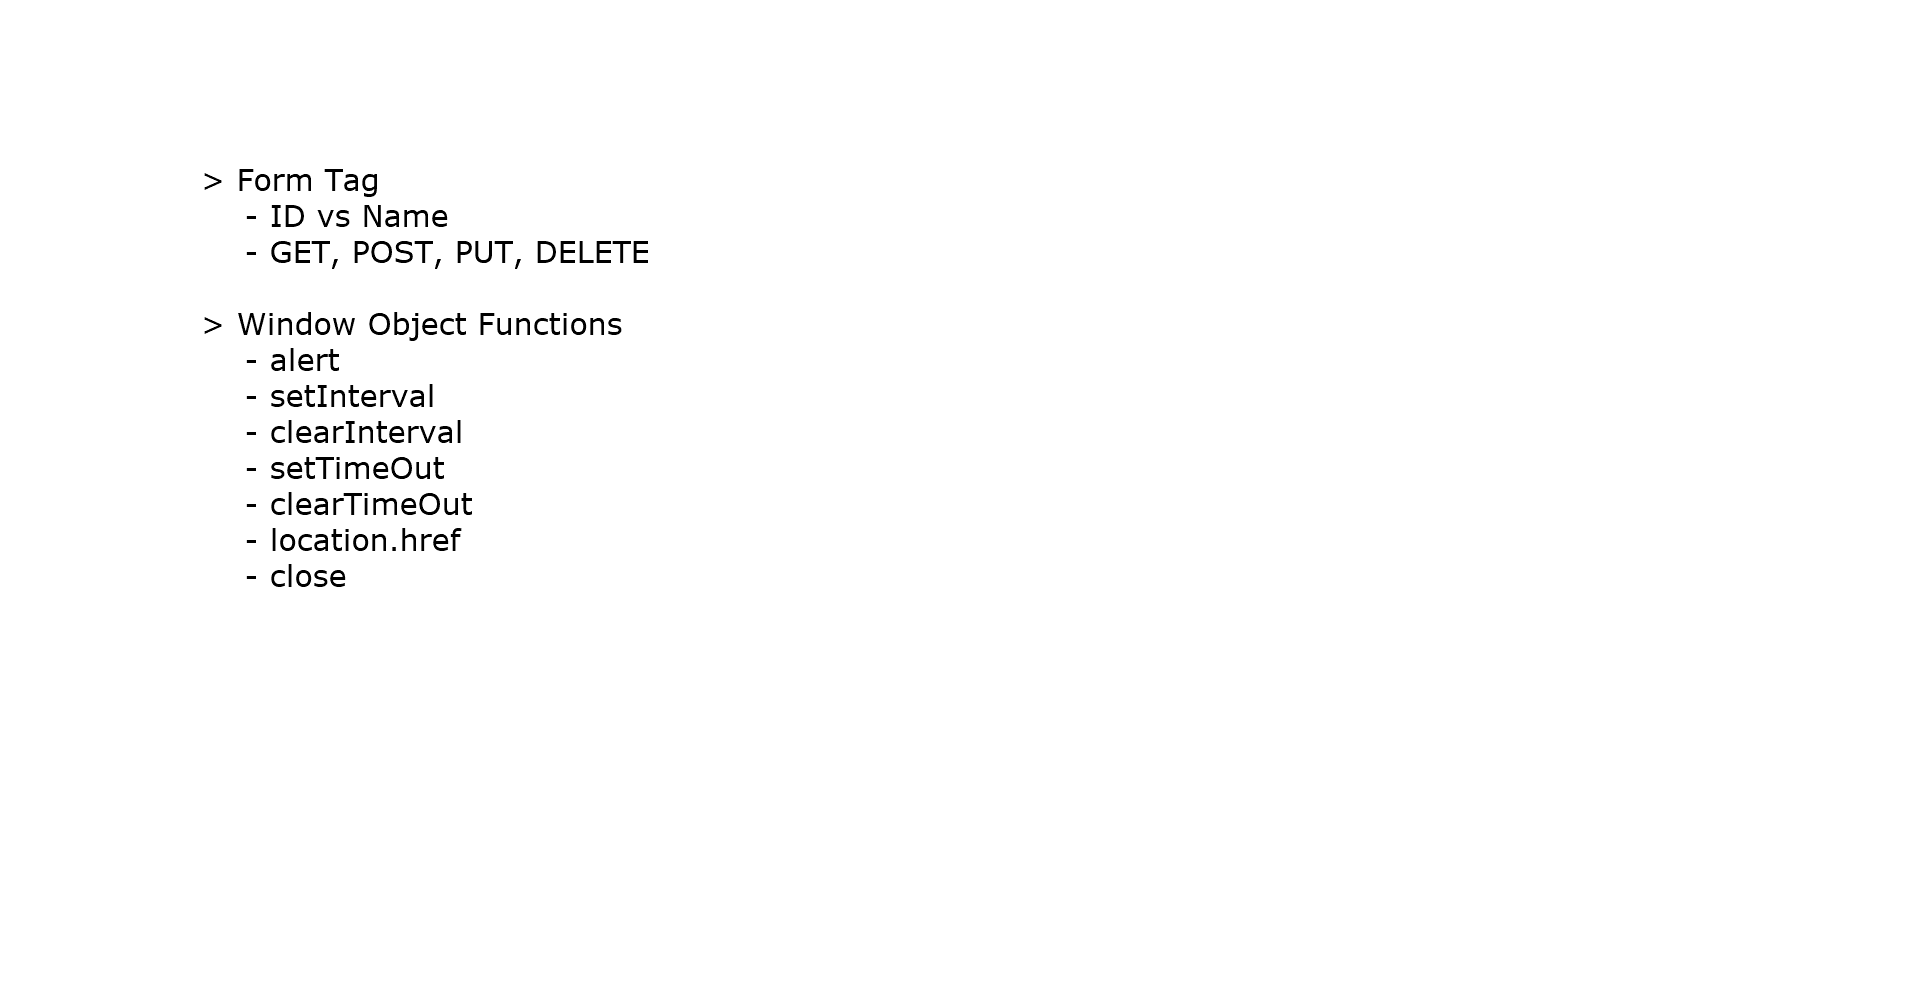 > Form Tag
- ID vs Name
- GET, POST, PUT, DELETE
> Window Object Functions
- alert
- setInterval
- clearInterval
- setTimeOut
- clearTimeOut
- location.href
- close